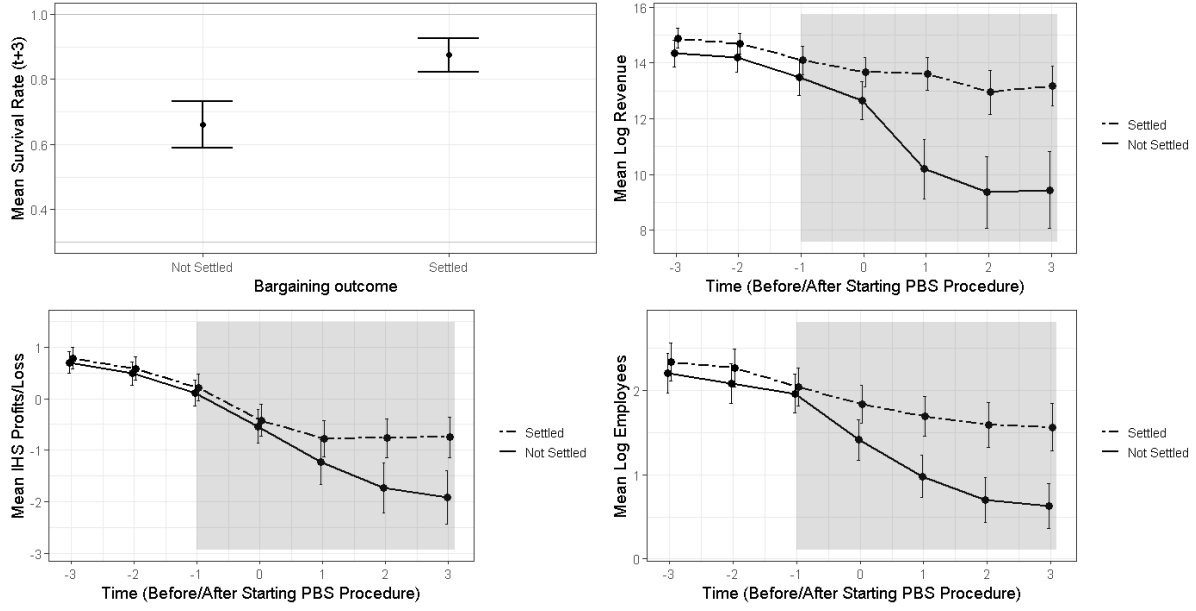 Mean Survival Rate (t+3)
1.0
0.8
0.6
0.4
Not Settled
Settled
Bargaining outcome
Mean Log Revenue
16
14
12
10
8
-3 -2 -1 0 1 2 3
Time (Before/After Starting PBS Procedure)
Settled
Not Settled
Mean IHS Profits/Loss
1
0
-1
-2
-3
-3 -2 -1 0 1 2 3
Time (Before/After Starting PBS Procedure)
Settled
Not Settled
Mean Log Employees
2
1
0
-3 -2 -1 0 1 2 3
Time (Before/After Starting PBS Procedure)
Settled
Not Settled